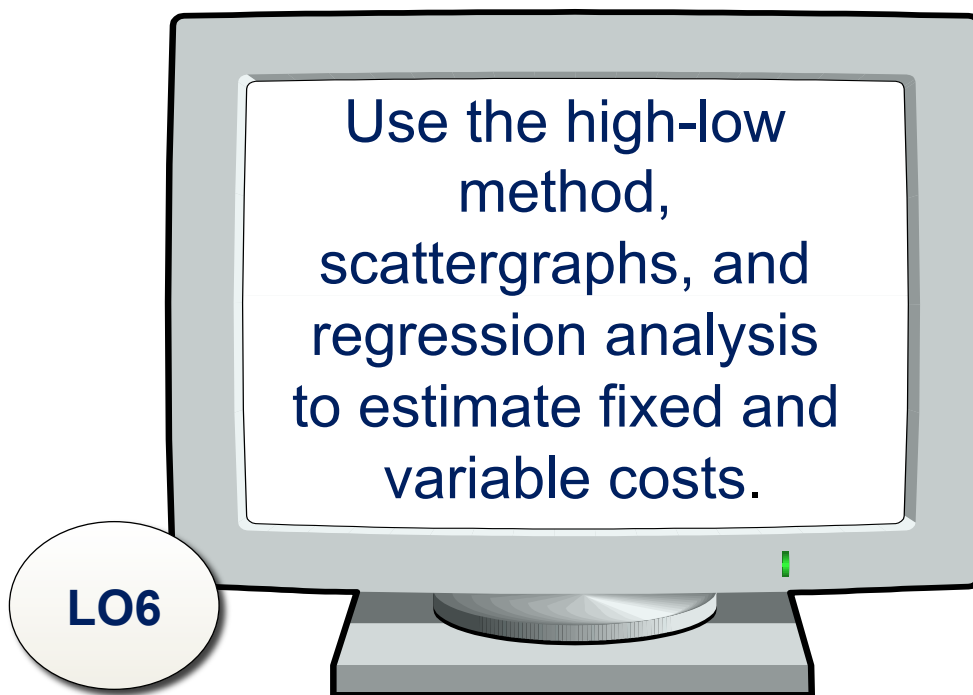 Use the high-low
method,
scattergraphs, and
regression analysis
to estimate fixed and
variable costs.
LO6